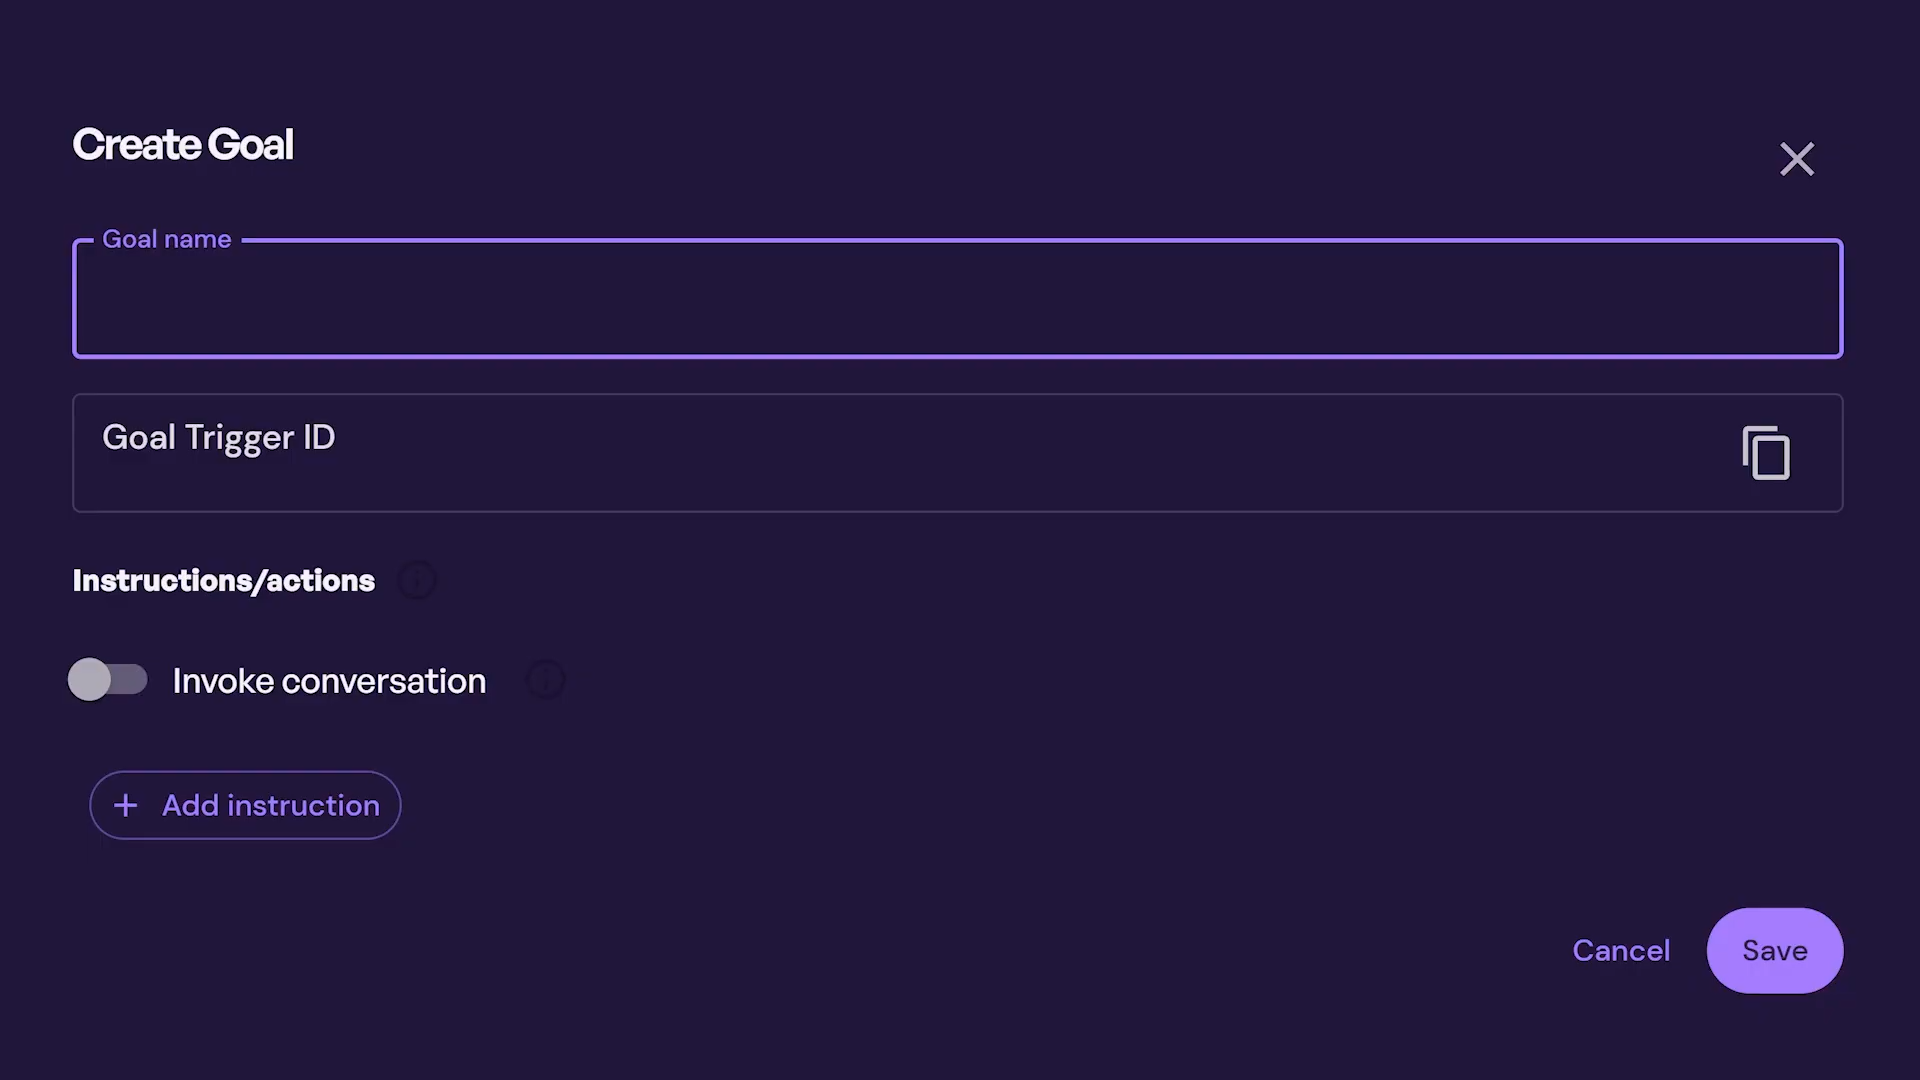 Create Goal
Goal name
Goal Trigger ID
Instructions/actions
Invoke conversation
+ Add instruction
Cancel
Save